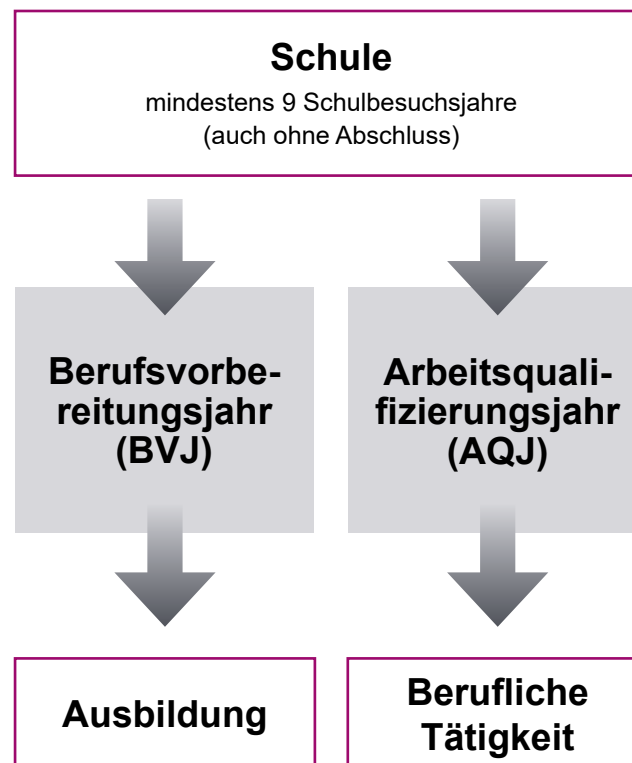 Schule
mindestens 9 Schulbesuchsjahre
(auch ohne Abschluss)
Berufsvorbe-
reitungsjahr
(BVJ)
Arbeitsquali-
fizierungsjahr
(AQJ)
Ausbildung
Berufliche
Tätigkeit